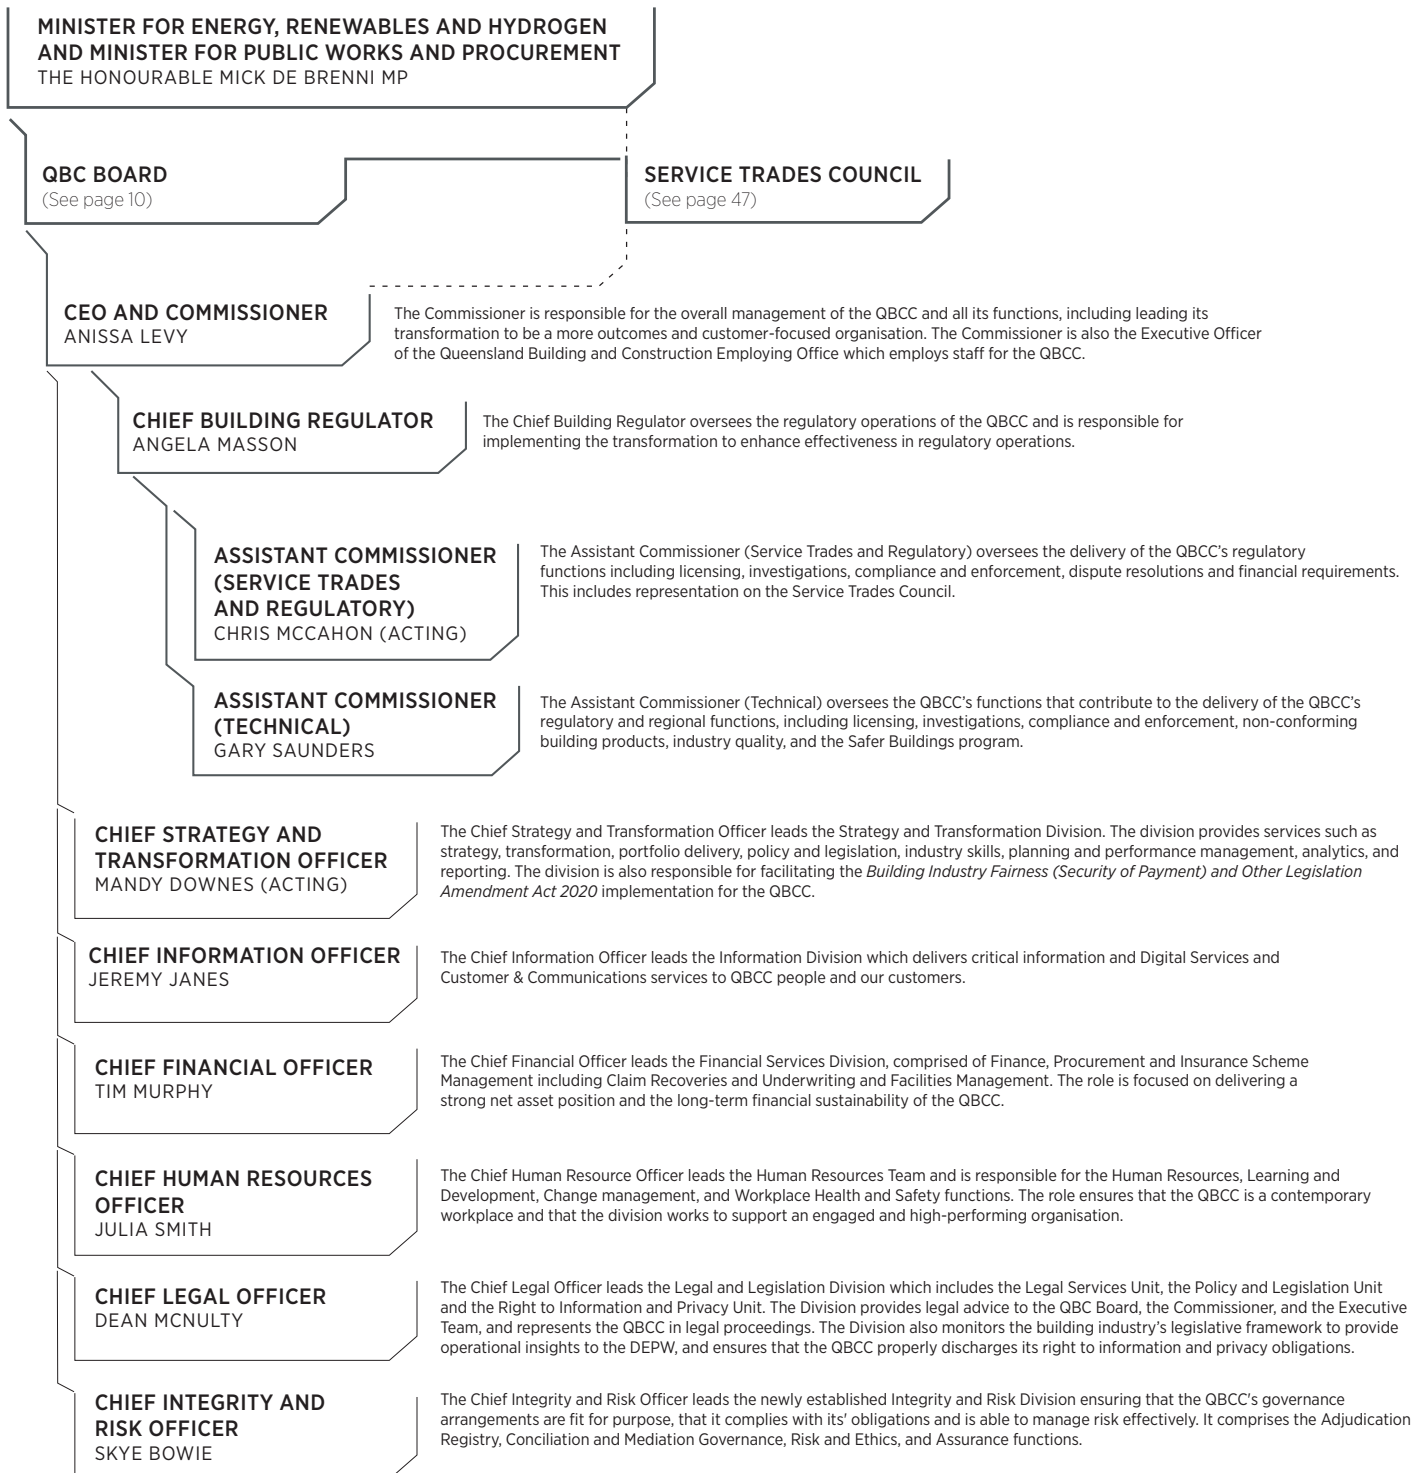 MINISTER FOR ENERGY, RENEWABLES AND HYDROGEN
AND MINISTER FOR PUBLIC WORKS AND PROCUREMENT
THE HONOURABLE MICK DE BRENNI MP
QBC BOARD
(See page 10)
SERVICE TRADES COUNCIL
(See page 47)
CEO AND COMMISSIONER
ANISSA LEVY
The Commissioner is responsible for the overall management of the QBCC and all its functions, including leading its
transformation to be a more outcomes and customer-focused organisation. The Commissioner is also the Executive Officer
of the Queensland Building and Construction Employing Office which employs staff for the QBCC.
CHIEF BUILDING REGULATOR
ANGELA MASSON
The Chief Building Regulator oversees the regulatory operations of the QBCC and is responsible for
implementing the transformation to enhance effectiveness in regulatory operations.
ASSISTANT COMMISSIONER
(SERVICE TRADES
AND REGULATORY)
CHRIS MCCAHON (ACTING)
The Assistant Commissioner (Service Trades and Regulatory) oversees the delivery of the QBCC's regulatory
functions including licensing, investigations, compliance and enforcement, dispute resolutions and financial requirements.
This includes representation on the Service Trades Council.
ASSISTANT COMMISSIONER
(TECHNICAL)
GARY SAUNDERS
The Assistant Commissioner (Technical) oversees the QBCC's functions that contribute to the delivery of the QBCC's
regulatory and regional functions, including licensing, investigations, compliance and enforcement, non-conforming
building products, industry quality, and the Safer Buildings program.
CHIEF STRATEGY AND
TRANSFORMATION OFFICER
MANDY DOWNES (ACTING)
The Chief Strategy and Transformation Officer leads the Strategy and Transformation Division. The division provides services such as
strategy, transformation, portfolio delivery, policy and legislation, industry skills, planning and performance management, analytics, and
reporting. The division is also responsible for facilitating the Building Industry Fairness (Security of Payment) and Other Legislation
Amendment Act 2020 implementation for the QBCC.
CHIEF INFORMATION OFFICER
JEREMY JANES
The Chief Information Officer leads the Information Division which delivers critical information and Digital Services and
Customer & Communications services to QBCC people and our customers.
CHIEF FINANCIAL OFFICER
TIM MURPHY
The Chief Financial Officer leads the Financial Services Division, comprised of Finance, Procurement and Insurance Scheme
Management including Claim Recoveries and Underwriting and Facilities Management. The role is focused on delivering a
strong net asset position and the long-term financial sustainability of the QBCC.
CHIEF HUMAN RESOURCES
OFFICER
JULIA SMITH
The Chief Human Resource Officer leads the Human Resources Team and is responsible for the Human Resources, Learning and
Development, Change management, and Workplace Health and Safety functions. The role ensures that the QBCC is a contemporary
workplace and that the division works to support an engaged and high-performing organisation.
CHIEF LEGAL OFFICER
DEAN MCNULTY
The Chief Legal Officer leads the Legal and Legislation Division which includes the Legal Services Unit, the Policy and Legislation Unit
and the Right to Information and Privacy Unit. The Division provides legal advice to the QBC Board, the Commissioner, and the Executive
Team, and represents the QBCC in legal proceedings. The Division also monitors the building industry's legislative framework to provide
operational insights to the DEPW, and ensures that the QBCC properly discharges its right to information and privacy obligations.
CHIEF INTEGRITY AND
RISK OFFICER
SKYE BOWIE
The Chief Integrity and Risk Officer leads the newly established Integrity and Risk Division ensuring that the QBCC's governance
arrangements are fit for purpose, that it complies with its' obligations and is able to manage risk effectively. It comprises the Adjudication
Registry, Conciliation and Mediation Governance, Risk and Ethics, and Assurance functions.